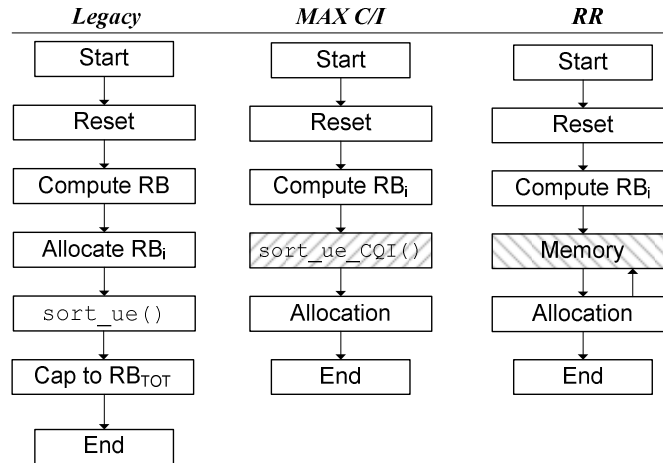 Legacy
MAX C/I
RR
Start
Reset
Compute RB
Allocate RBi
sort_ue()
Cap to RBTOT
End
Start
Reset
Compute RBi
sort_ue_CQI()
Allocation
End
Start
Reset
Compute RBi
Memory
Allocation
End